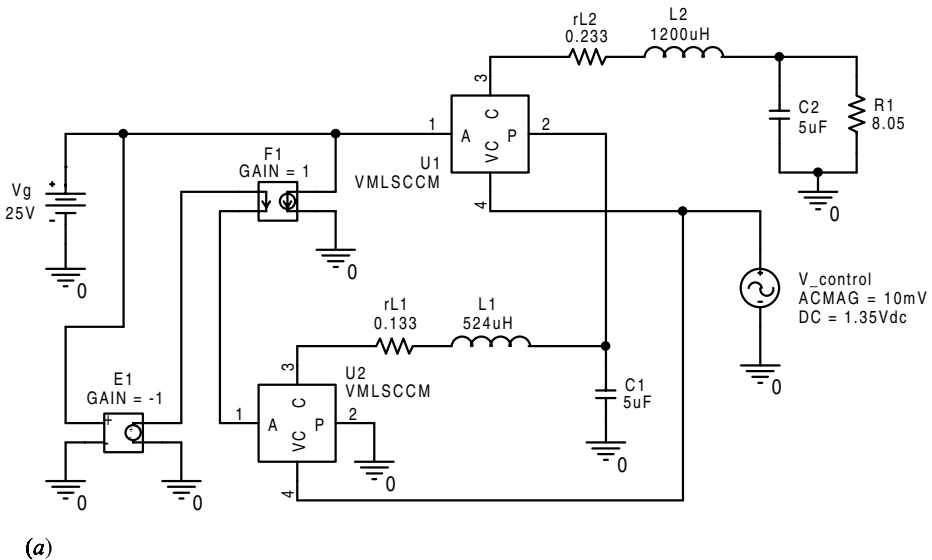 rL2
0.233
L2
1200uH
3
C
1
A
P
2
VC
4
U1
VMLSCCM
C2
5uF
R1
8.05
0
F1
GAIN = 1
0
Vg
25V
+
-
0
V_control
ACMAG = 10mV
DC = 1.35Vdc
+
-
0
rL1
0.133
L1
524uH
U2
VMLSCCM
3
C
1
A
P
2
VC
4
0
C1
5uF
0
E1
GAIN = -1
+
-
+
0
0
(a)